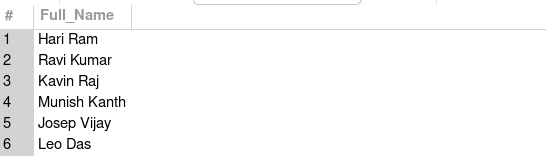 # Full_Name
1 Hari Ram
2 Ravi Kumar
3 Kavin Raj
4 Munish Kanth
5 Josep Vijay
6 Leo Das